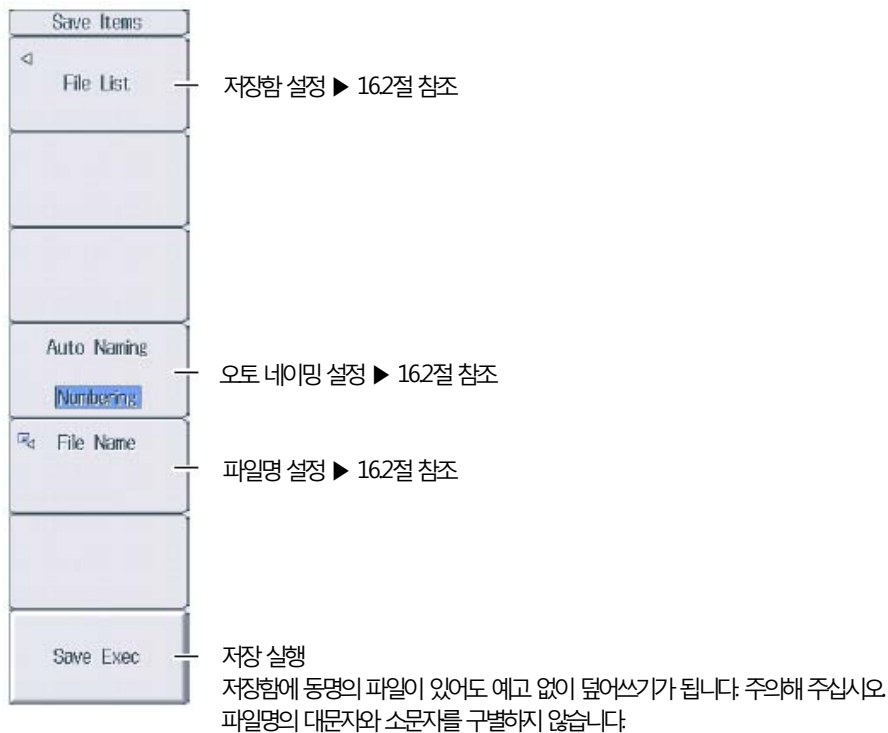 Save Items
File List
저장함 설정 ▶ 16.2절 참조
Auto Naming
Numbering
오토 네이밍 설정 ▶ 16.2절 참조
File Name
파일명 설정 ▶ 16.2절 참조
Save Exec
저장 실행
저장함에 동명의 파일이 있어도 예고 없이 덮어쓰기가 됩니다. 주의해 주십시오.
파일명의 대문자와 소문자를 구별하지 않습니다.